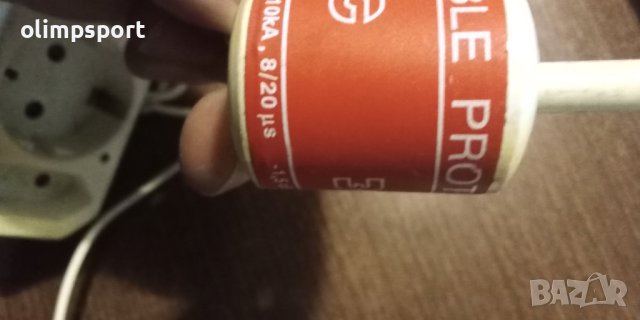 olimpsport
10kA, 8/20 µs
BLE PROT
BAZAR